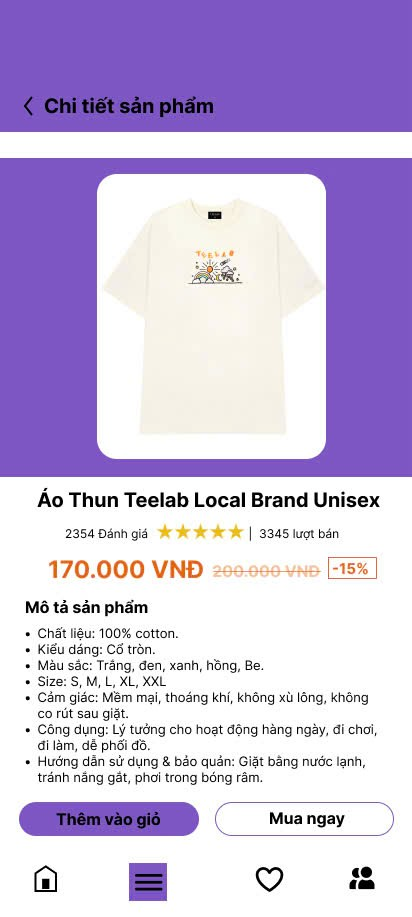 Chi tiết sản phẩm
TEELAB
Áo Thun Teelab Local Brand Unisex
2354 Đánh giá ★★★★★ | 3345 lượt bán
170.000 VNĐ 200.000 VNĐ -15%
Mô tả sản phẩm
• Chất liệu: 100% cotton.
• Kiểu dáng: Cổ tròn.
• Màu sắc: Trắng, đen, xanh, hồng, Be.
• Size: S, M, L, XL, XXL
• Cảm giác: Mềm mại, thoáng khí, không xù lông, không
co rút sau giặt.
• Công dụng: Lý tưởng cho hoạt động hàng ngày, đi chơi,
đi làm, dễ phối đồ.
• Hướng dẫn sử dụng & bảo quản: Giặt bằng nước lạnh,
tránh nắng gắt, phơi trong bóng râm.
Thêm vào giỏ
Mua ngay